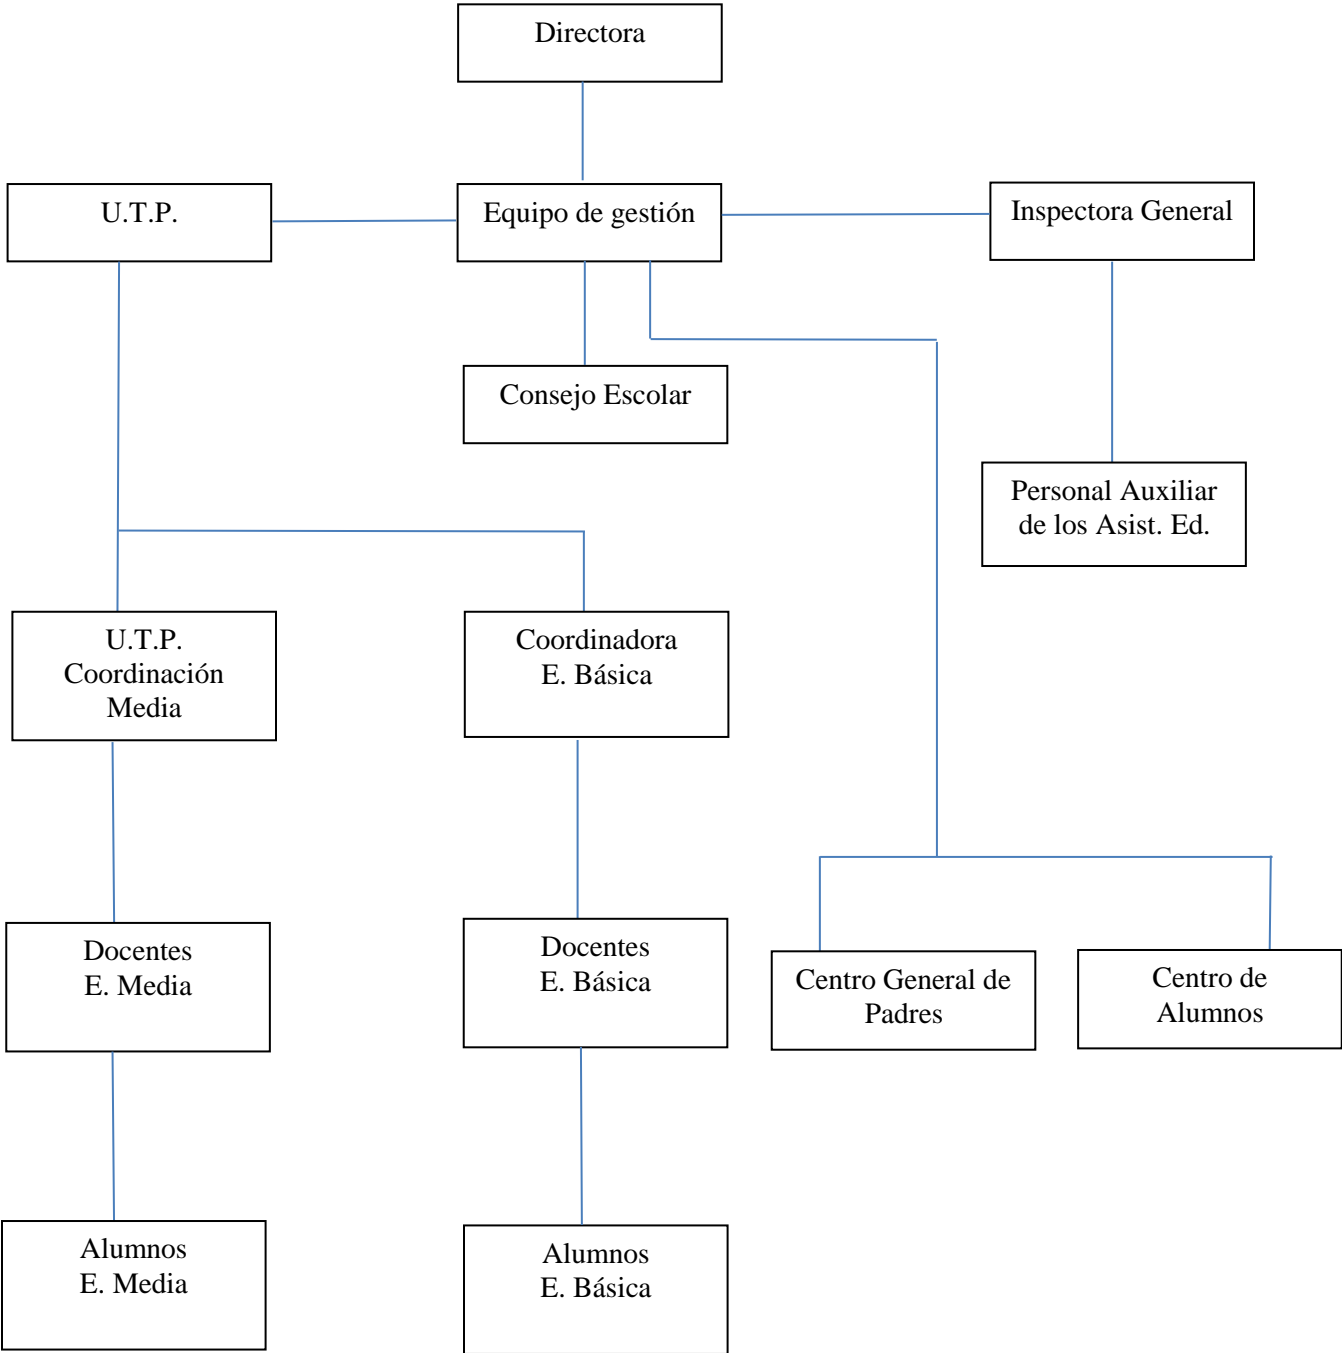 Directora
U.T.P.
Equipo de gestión
Inspectora General
Consejo Escolar
Personal Auxiliar
de los Asist. Ed.
U.T.P.
Coordinación
Media
Coordinadora
E. Básica
Docentes
E. Media
Docentes
E. Básica
Centro General de
Padres
Centro de
Alumnos
Alumnos
E. Media
Alumnos
E. Básica